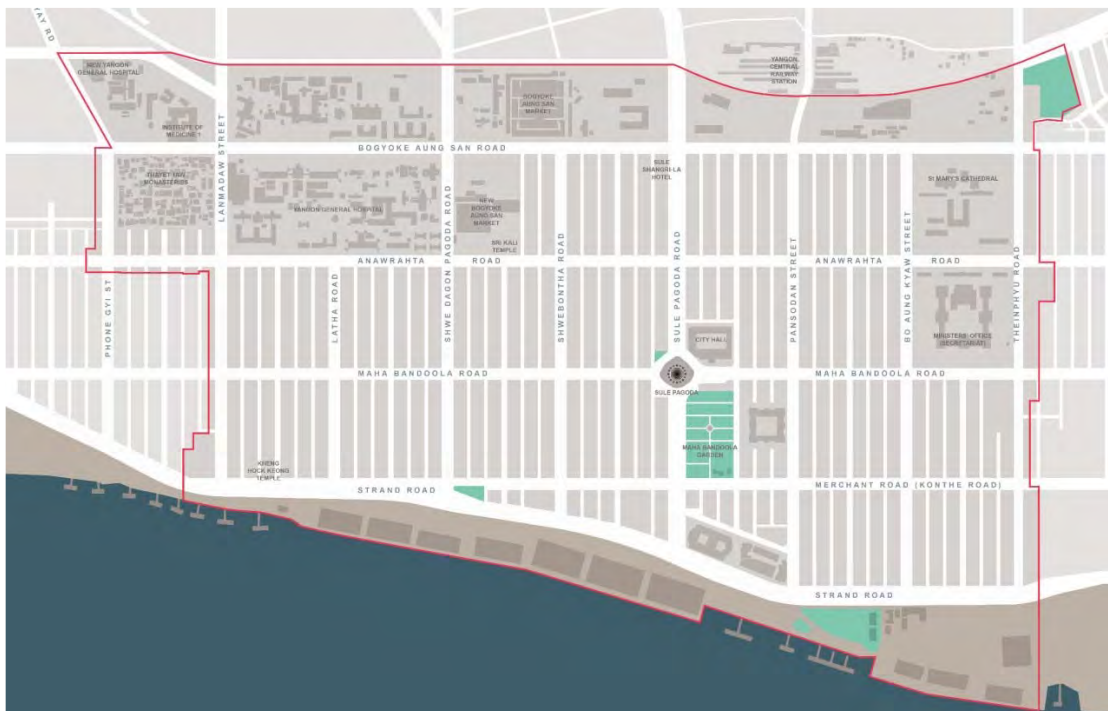 YAY RD
NEW YANGON
GENERAL HOSPITAL
YANGON
CENTRAL
RAILWAY
STATION
BOGYOKE
AUNG SAN
MARKET
INSTITUTE OF
MEDICINE 1
BOGYOKE AUNG SAN ROAD
LANMADAW STREET
SULE
SHANGRI-LA
HOTEL
MONASTERIES
ST MARY'S CATHEDRAL
YANGON GENERAL HOSPITAL
SHWE DAGON PAGODA ROAD
NEW
BOGYOKE
AUNG SAN
MARKET
SRI KALI
TEMPLE
ANAWRAHTA ROAD
ANAWRAHTA ROAD
PHONE GYI ST
LATHA ROAD
SHWEBONTHA ROAD
SULE PAGODA ROAD
PANSODAN STREET
BO AUNG KYAW STREET
THEINPHYU ROAD
CITY HALL
MINISTERS' OFFICE
(SECRETARIAT)
MAHA BANDOOLA ROAD
MAHA BANDOOLA ROAD
SULE PAGODA
MAHA BANDOOLA
GARDEN
KHENG
HOCK KEONG
TEMPLE
STRAND ROAD
MERCHANT ROAD (KONTHE ROAD)
STRAND ROAD